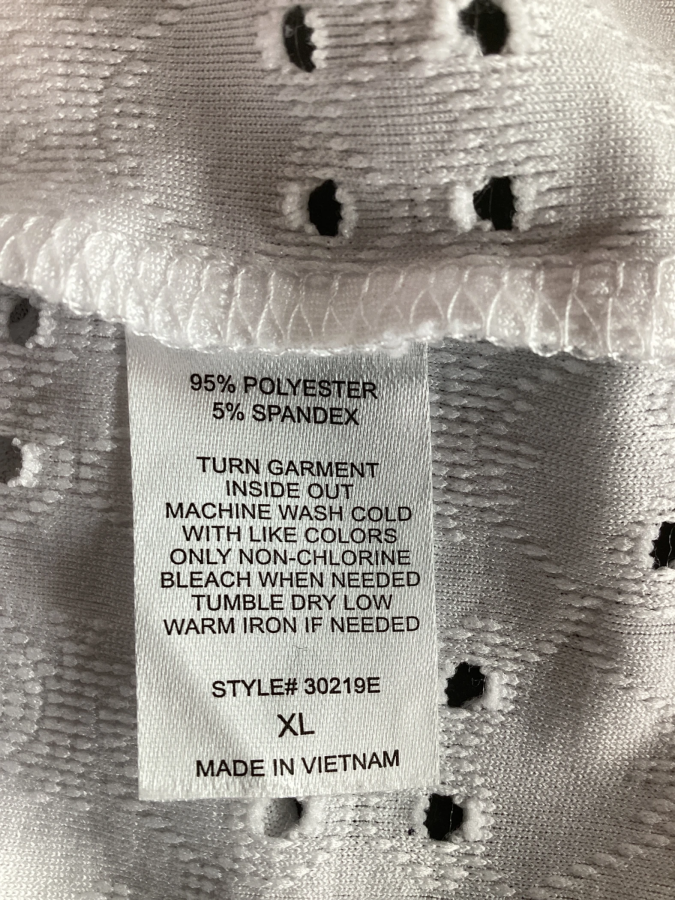 95% POLYESTER
5% SPANDEX
TURN GARMENT
INSIDE OUT
MACHINE WASH COLD
WITH LIKE COLORS
ONLY NON-CHLORINE
BLEACH WHEN NEEDED
TUMBLE DRY LOW
WARM IRON IF NEEDED
STYLE# 30219E
XL
MADE IN VIETNAM